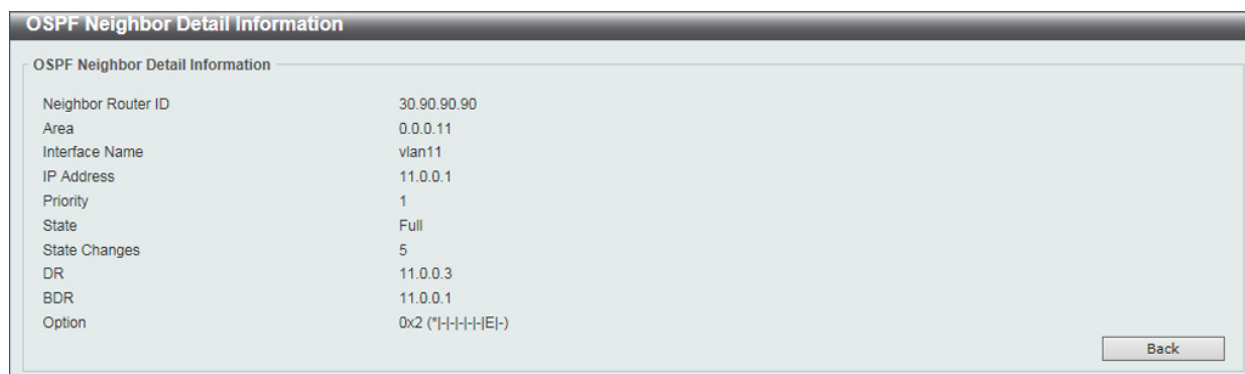 OSPF Neighbor Detail Information
OSPF Neighbor Detail Information
Neighbor Router ID 30.90.90.90
Area 0.0.0.11
Interface Name vlan11
IP Address 11.0.0.1
Priority 1
State Full
State Changes 5
DR 11.0.0.3
BDR 11.0.0.1
Option 0x2 (*|-|-|-|-|-|E|-)
Back